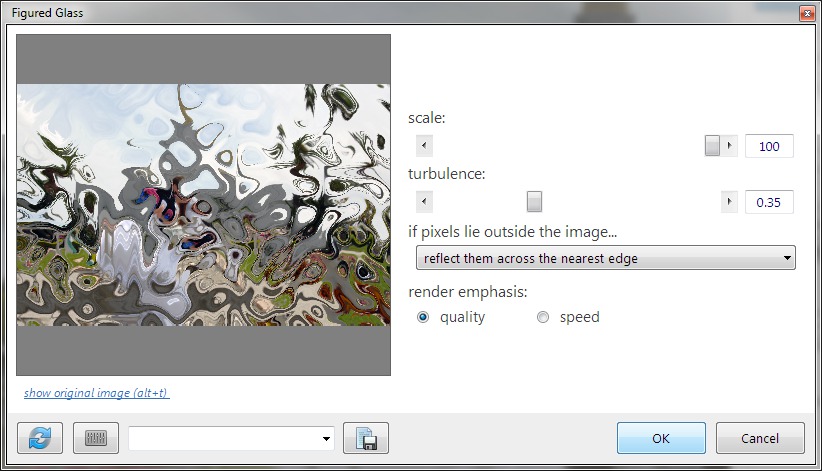 Figured Glass
scale:
100
turbulence:
0.35
if pixels lie outside the image...
reflect them across the nearest edge
render emphasis:
quality speed
show original image (alt+t)
OK Cancel